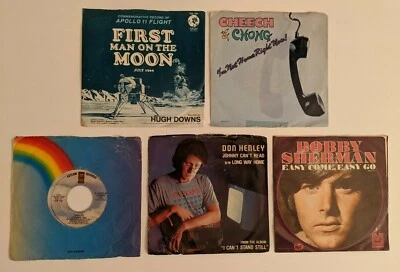 COMMEMORATIVE RECORD OF
APOLLO 11 FLIGHT
FIRST
MAN ON THE
MOON
JULY 1969
HUGH DOWNS
CHEECH
& CHONG
I'm Not Home Right Now!
DON HENLEY
JOHNNY CAN'T READ
b/w LONG WAY HOME
FROM THE ALBUM
"I CAN'T STAND STILL"
BOBBY
SHERMAN
EASY COME, EASY GO